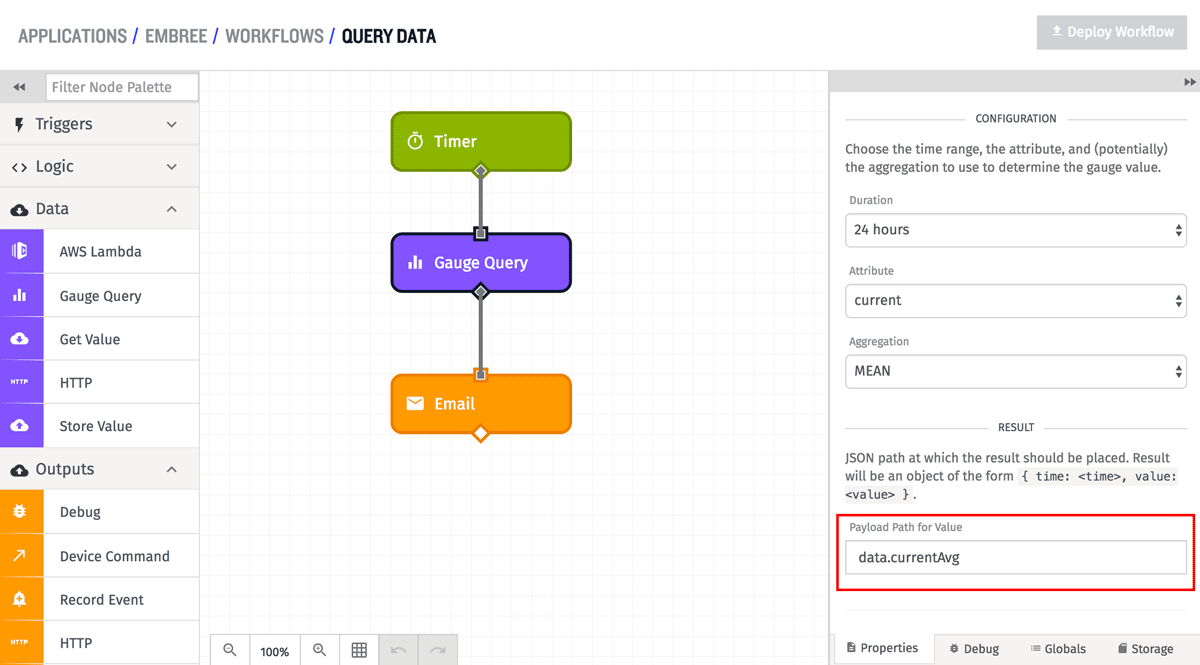 APPLICATIONS / EMBREE / WORKFLOWS / QUERY DATA
Deploy Workflow
Filter Node Palette
Triggers
Logic
Data
AWS Lambda
Gauge Query
Get Value
HTTP HTTP
Store Value
Outputs
Debug
Device Command
Record Event
HTTP HTTP
Timer
Gauge Query
Email
100%
CONFIGURATION
Choose the time range, the attribute, and (potentially)
the aggregation to use to determine the gauge value.
Duration
24 hours
Attribute
current
Aggregation
MEAN
RESULT
JSON path at which the result should be placed. Result
will be an object of the form { time: <time>, value:
<value> }.
Payload Path for Value
data.currentAvg
Properties Debug Globals Storage